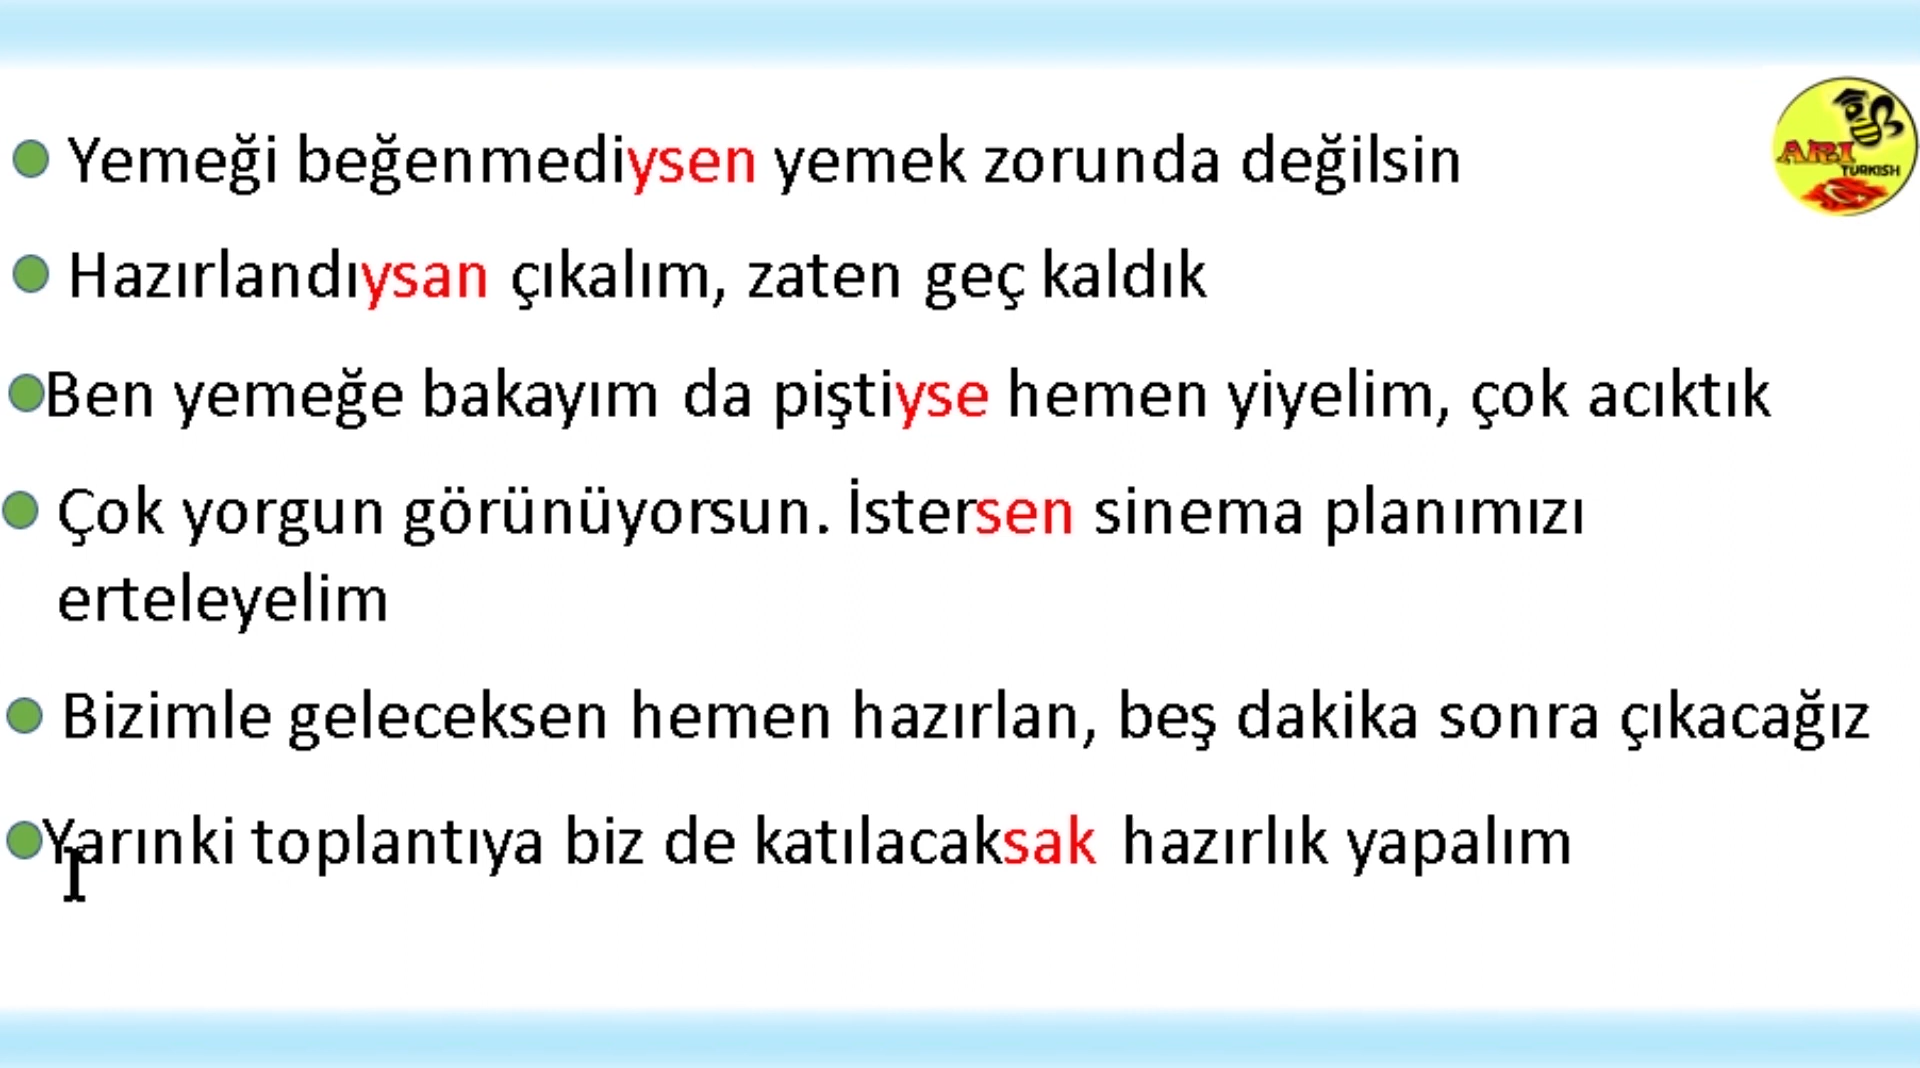 Yemeği beğenmediysen yemek zorunda değilsin
ARI
TURKISH
Hazırlandıysan çıkalım, zaten geç kaldık
Ben yemeğe bakayım da piştiyse hemen yiyelim, çok acıktık
Çok yorgun görünüyorsun. İstersen sinema planımızı
erteleyelim
Bizimle geleceksen hemen hazırlan, beş dakika sonra çıkacağız
Yarınki toplantıya biz de katılacaksak hazırlık yapalım